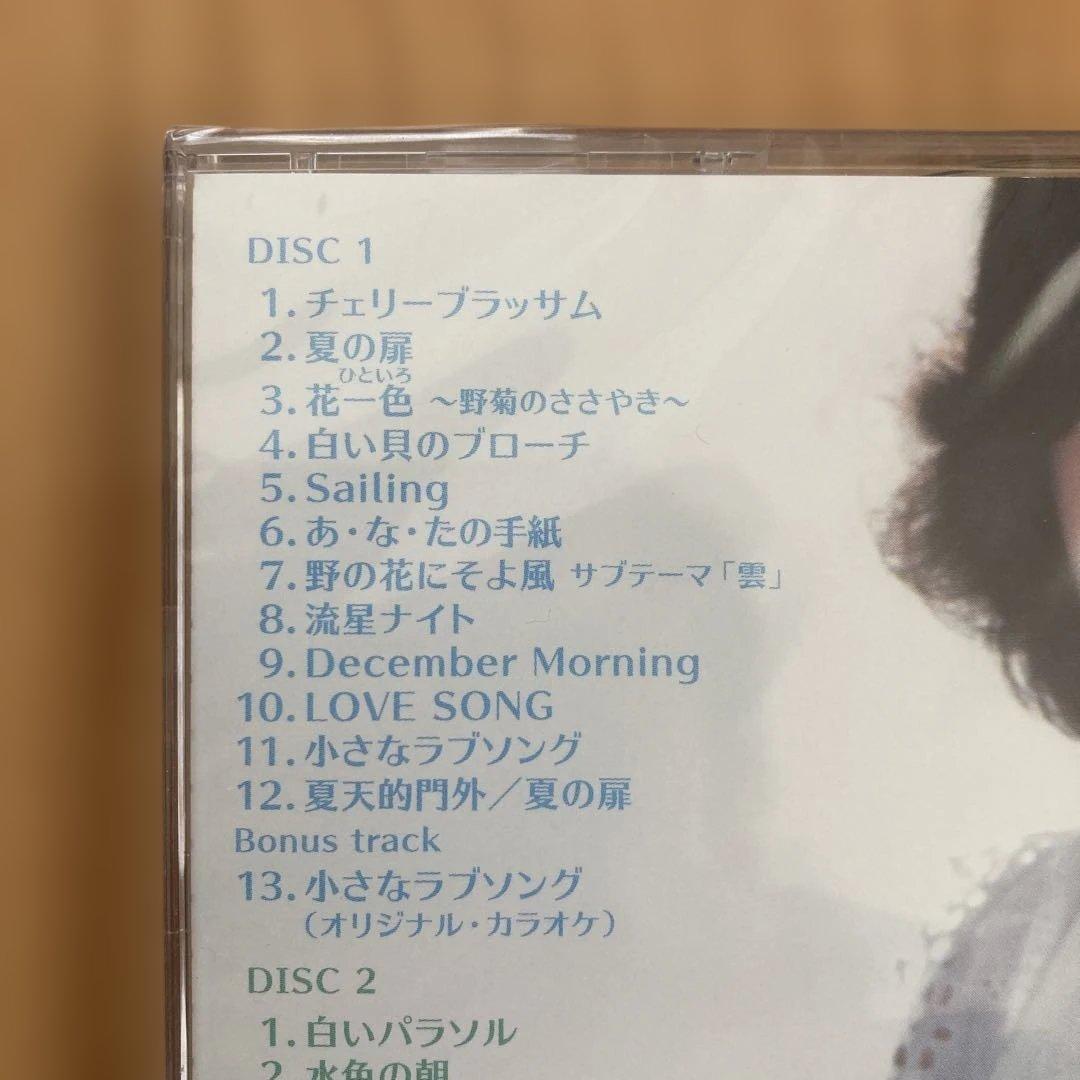 DISC 1
1.チェリーブラッサム
2.夏の扉
ひといろ
3.花一色 〜野菊のささやき〜
4.白い貝のブローチ
5.Sailing
6.あ・な・たの手紙
7.野の花にそよ風 サブテーマ「雲」
8.流星ナイト
9.December Morning
10.LOVE SONG
11.小さなラブソング
12.夏天的門外／夏の扉
Bonus track
13.小さなラブソング
（オリジナル・カラオケ）
DISC 2
1.白いパラソル
2.水色の朝